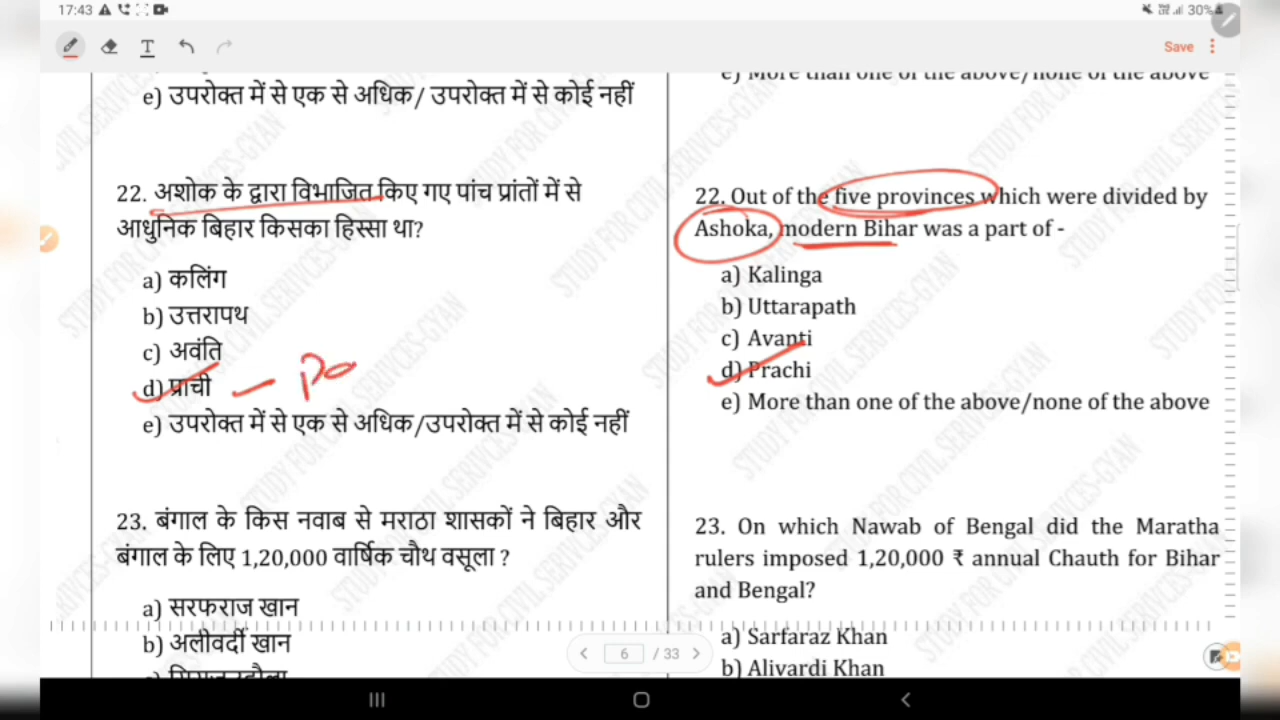 17:43
30%
Save
e) उपरोक्त में से एक से अधिक/ उपरोक्त में से कोई नहीं
22. अशोक के द्वारा विभाजित किए गए पांच प्रांतों में से
आधुनिक बिहार किसका हिस्सा था?
a) कलिंग
b) उत्तरापथ
c) अवंति
d) प्राची
e) उपरोक्त में से एक से अधिक/उपरोक्त में से कोई नहीं
23. बंगाल के किस नवाब से मराठा शासकों ने बिहार और
बंगाल के लिए 1,20,000 वार्षिक चौथ वसूला ?
a) सरफराज खान
b) अलीवर्दी खान
e) More than one of the above/none of the above
22. Out of the five provinces which were divided by
Ashoka, modern Bihar was a part of -
a) Kalinga
b) Uttarapath
c) Avanti
d) Prachi
e) More than one of the above/none of the above
23. On which Nawab of Bengal did the Maratha
rulers imposed 1,20,000 ₹ annual Chauth for Bihar
and Bengal?
a) Sarfaraz Khan
b) Alivardi Khan
6 / 33